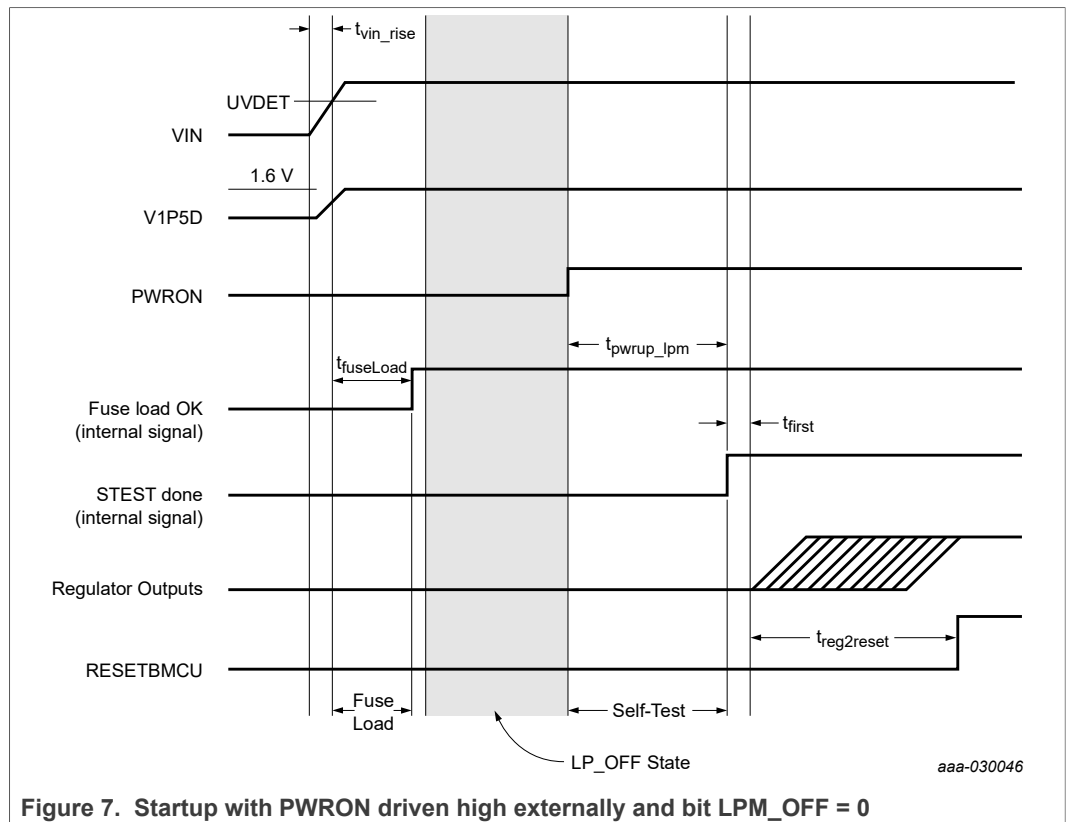 tvin_rise
UVDET
VIN
1.6 V
V1P5D
PWRON
tpwrup_lpm
tfuseLoad
Fuse load OK
(internal signal)
tfirst
STEST done
(internal signal)
Regulator Outputs
treg2reset
RESETBMCU
Fuse
Load
Self-Test
LP_OFF State
aaa-030046
Figure 7. Startup with PWRON driven high externally and bit LPM_OFF = 0